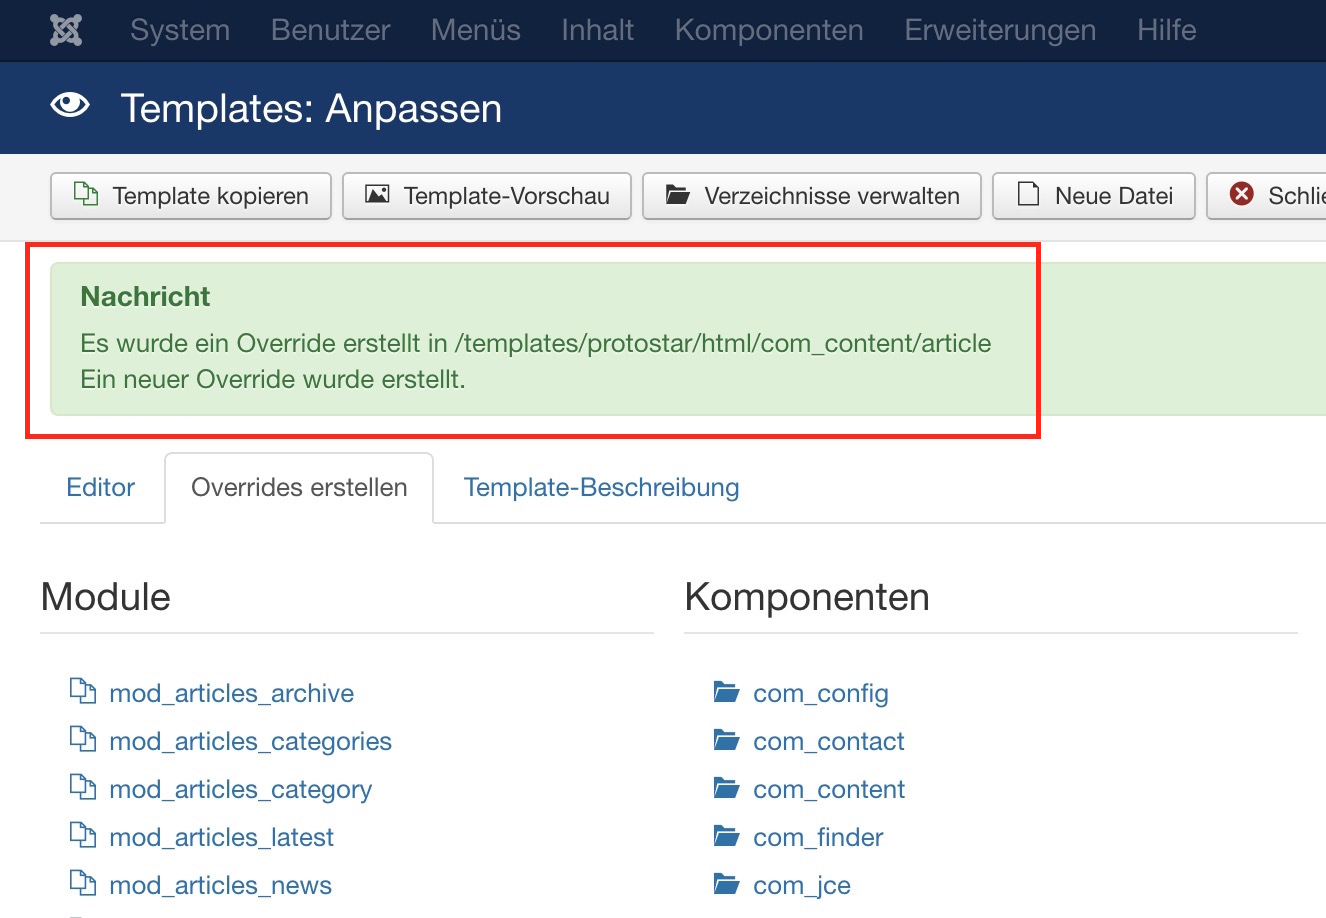 System Benutzer Menüs Inhalt Komponenten Erweiterungen Hilfe
Templates: Anpassen
Template kopieren Template-Vorschau Verzeichnisse verwalten Neue Datei
Nachricht
Es wurde ein Override erstellt in /templates/protostar/html/com_content/article
Ein neuer Override wurde erstellt.
Editor Overrides erstellen Template-Beschreibung
Module Komponenten
mod_articles_archive com_config
mod_articles_categories com_contact
mod_articles_category com_content
mod_articles_latest com_finder
mod_articles_news com_jce